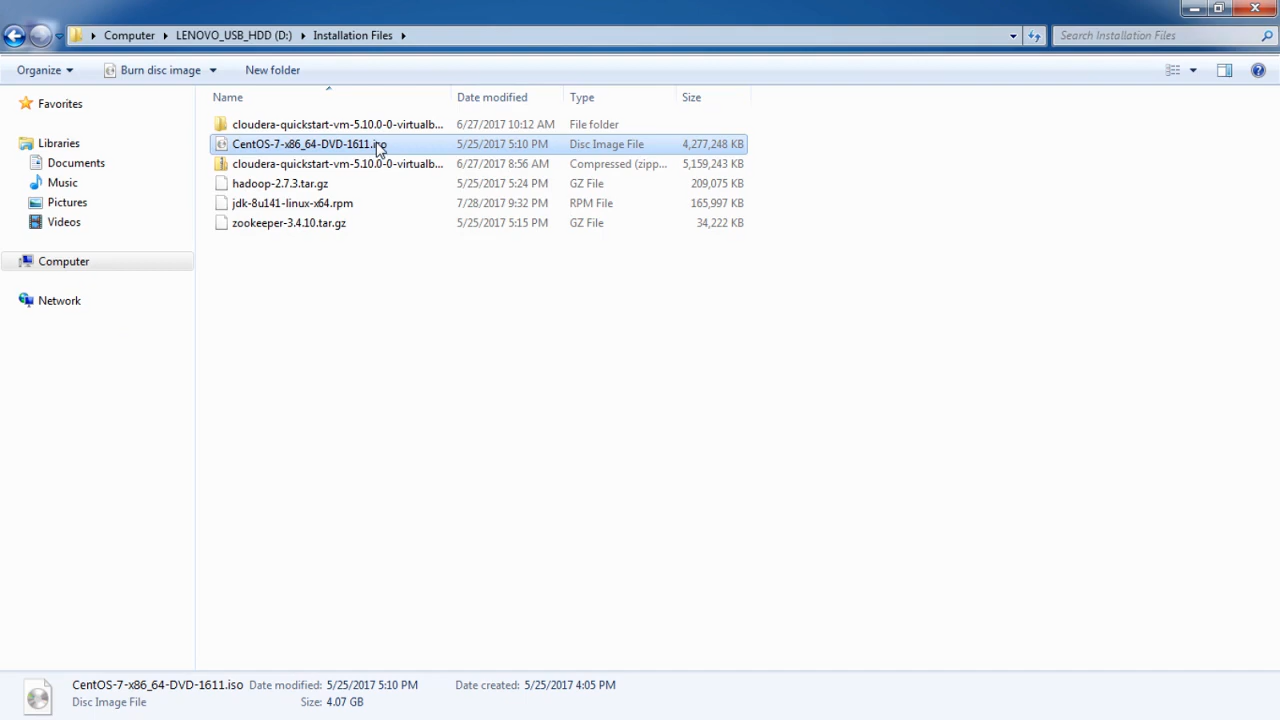 Computer LENOVO_USB_HDD (D:) Installation Files Search Installation Files
Organize Burn disc image New folder
Name Date modified Type Size
Favorites
Libraries
Documents
Music
Pictures
Videos
Computer
Network
cloudera-quickstart-vm-5.10.0-0-virtualb... 6/27/2017 10:12 AM File folder
CentOS-7-x86_64-DVD-1611.iso 5/25/2017 5:10 PM Disc Image File 4,277,248 KB
cloudera-quickstart-vm-5.10.0-0-virtualb... 6/27/2017 8:56 AM Compressed (zipp... 5,159,243 KB
hadoop-2.7.3.tar.gz 5/25/2017 5:24 PM GZ File 209,075 KB
jdk-8u141-linux-x64.rpm 7/28/2017 9:32 PM RPM File 165,997 KB
zookeeper-3.4.10.tar.gz 5/25/2017 5:15 PM GZ File 34,222 KB
CentOS-7-x86_64-DVD-1611.iso Date modified: 5/25/2017 5:10 PM Date created: 5/25/2017 4:05 PM
Disc Image File Size: 4.07 GB